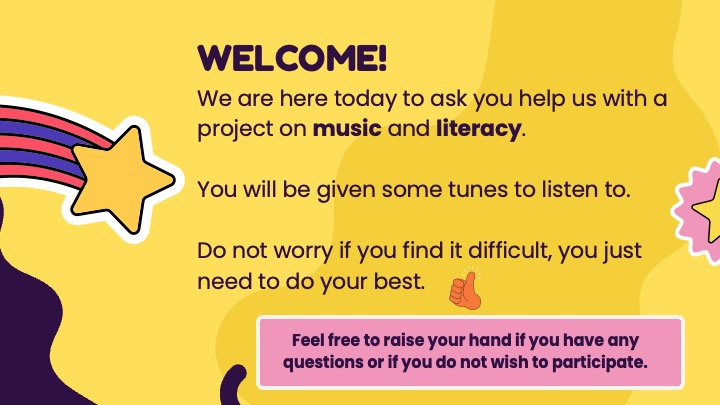 WELCOME!
We are here today to ask you help us with a
project on music and literacy.
You will be given some tunes to listen to.
Do not worry if you find it difficult, you just
need to do your best.
Feel free to raise your hand if you have any
questions or if you do not wish to participate.